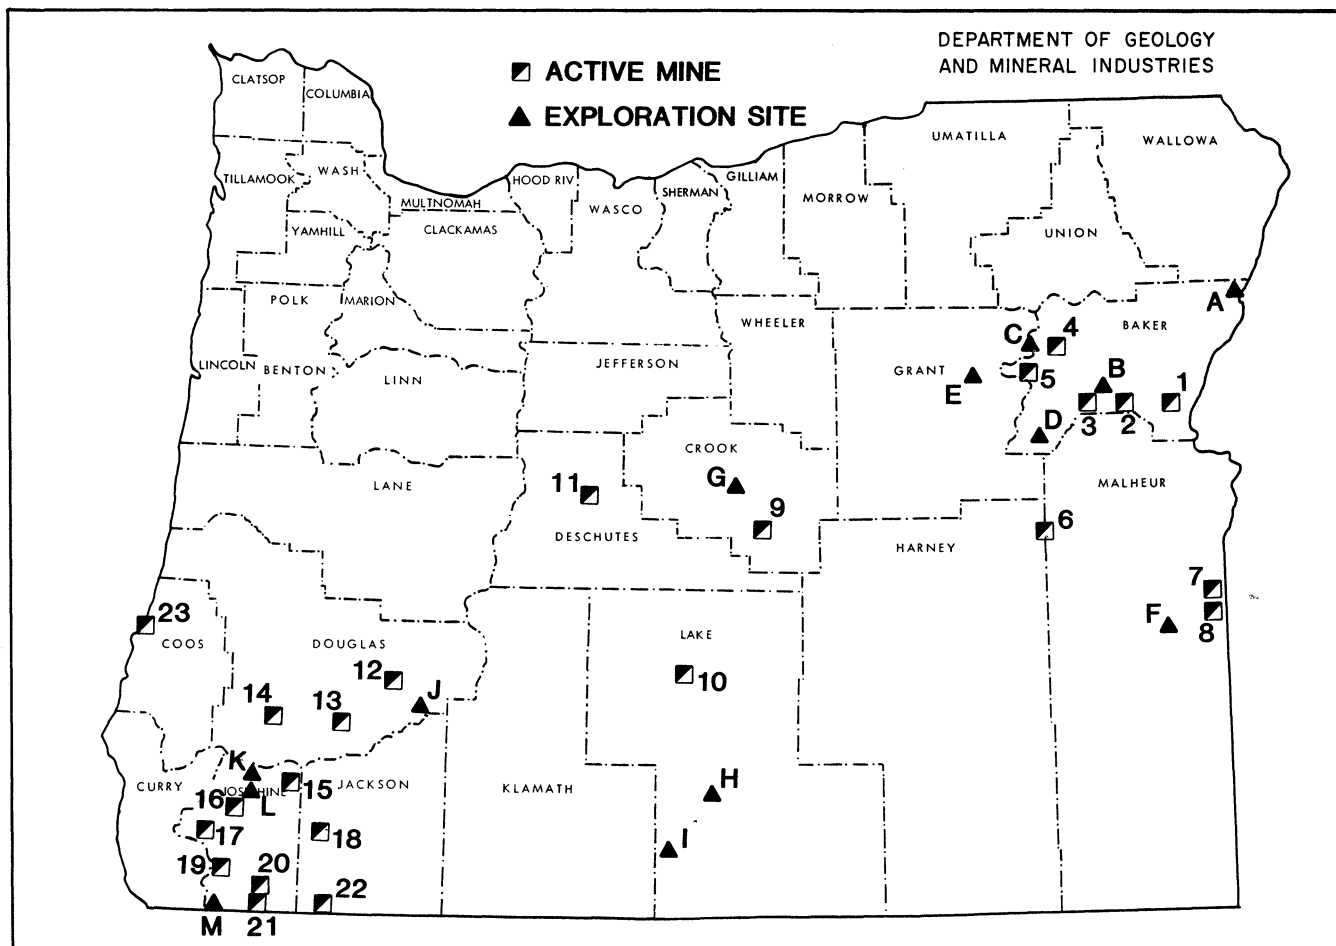 DEPARTMENT OF GEOLOGY
AND MINERAL INDUSTRIES
ACTIVE MINE
EXPLORATION SITE
CLATSOP
COLUMBIA
UMATILLA
WALLOWA
TILLAMOOK
WASH
HOOD RIV
GILLIAM
SHERMAN
MORROW
MULTNOMAH
WASCO
YAMHILL
CLACKAMAS
UNION
POLK
MARION
WHEELER
A
BAKER
C
4
LINCOLN
BENTON
LINN
JEFFERSON
GRANT
E
5
B
1
3
2
D
CROOK
LANE
G
MALHEUR
11
9
6
DESCHUTES
HARNEY
7
23
F
8
COOS
DOUGLAS
LAKE
12
10
J
14
13
K
H
CURRY
JOSEPHINE
15
JACKSON
KLAMATH
16
L
17
18
I
19
20
22
M
21